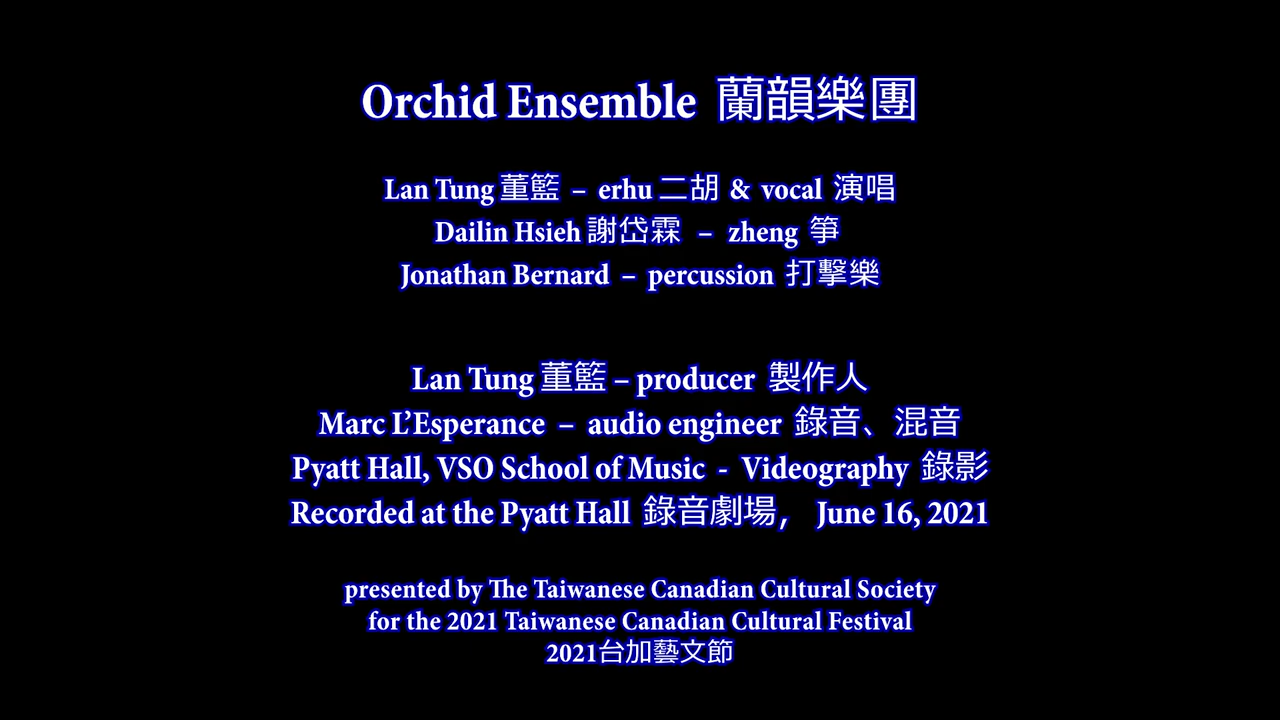 Orchid Ensemble 蘭韻樂團
Lan Tung 董籃 – erhu 二胡 & vocal 演唱
Dailin Hsieh 謝岱霖 – zheng 箏
Jonathan Bernard – percussion 打擊樂
Lan Tung 董籃 – producer 製作人
Marc L’Esperance – audio engineer 錄音、混音
Pyatt Hall, VSO School of Music - Videography 錄影
Recorded at the Pyatt Hall 錄音劇場， June 16, 2021
presented by The Taiwanese Canadian Cultural Society
for the 2021 Taiwanese Canadian Cultural Festival
2021台加藝文節